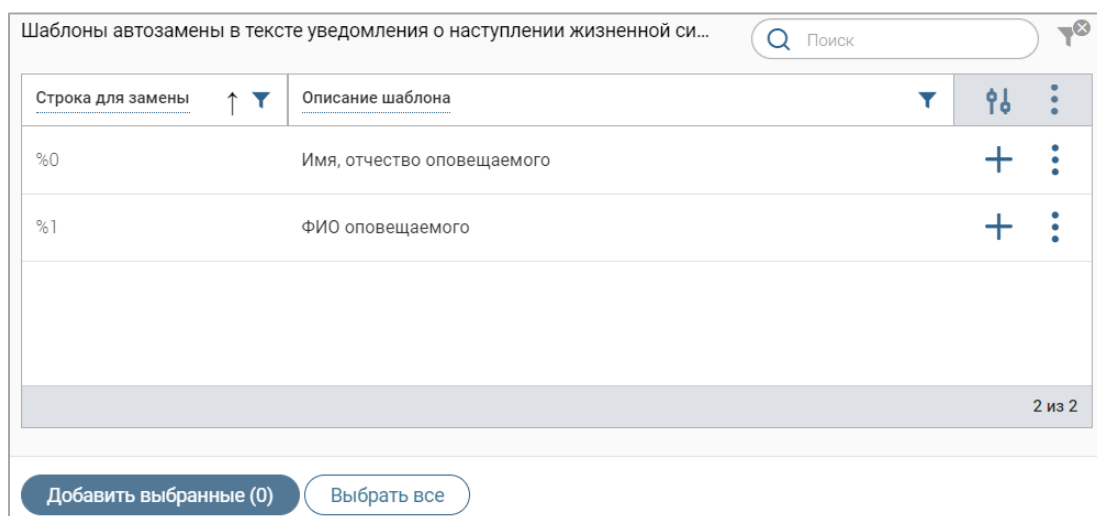 Шаблоны автозамены в тексте уведомления о наступлении жизненной си...
Поиск
Строка для замены Описание шаблона
%0 Имя, отчество оповещаемого
%1 ФИО оповещаемого
2 из 2
Добавить выбранные (0) Выбрать все